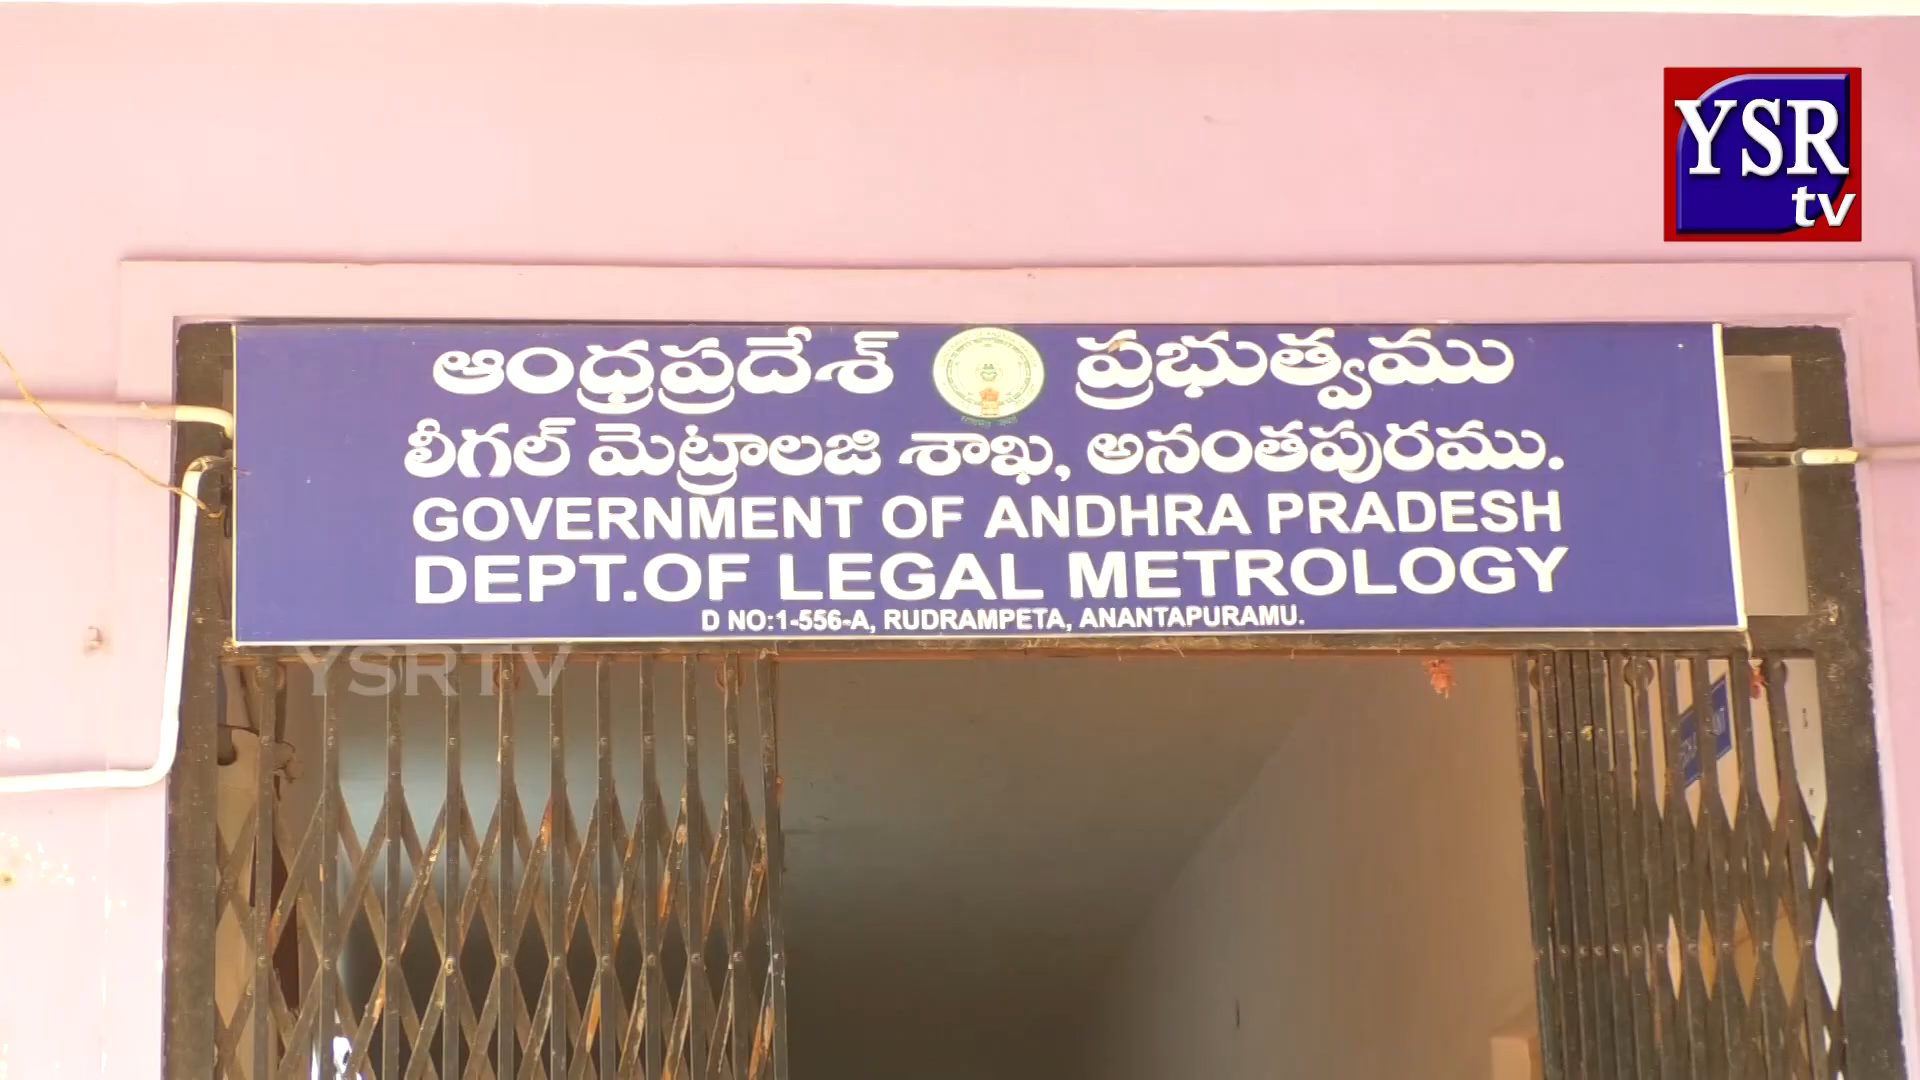 YSR
tv
ఆంధ్రప్రదేశ్ ప్రభుత్వము
లీగల్ మెట్రాలజి శాఖ, అనంతపురము.
GOVERNMENT OF ANDHRA PRADESH
DEPT.OF LEGAL METROLOGY
D NO:1-556-A, RUDRAMPETA, ANANTAPURAMU.
YSRTV